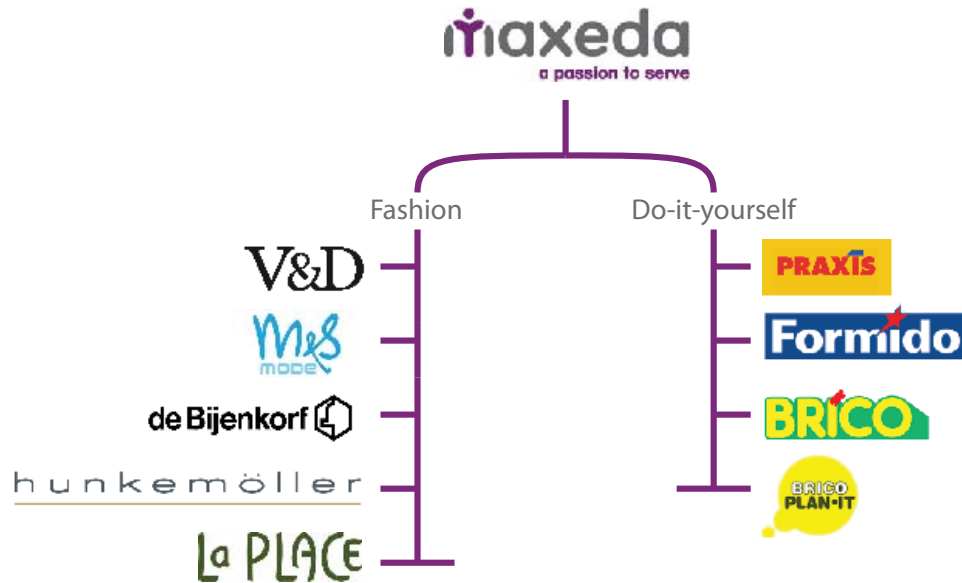 maxeda
a passion to serve
Fashion
Do-it-yourself
V&D
M&S
MODE
de Bijenkorf
hunkemöller
La PLACE
PRAXIS
Formido
BRICO
BRICO
PLAN•IT